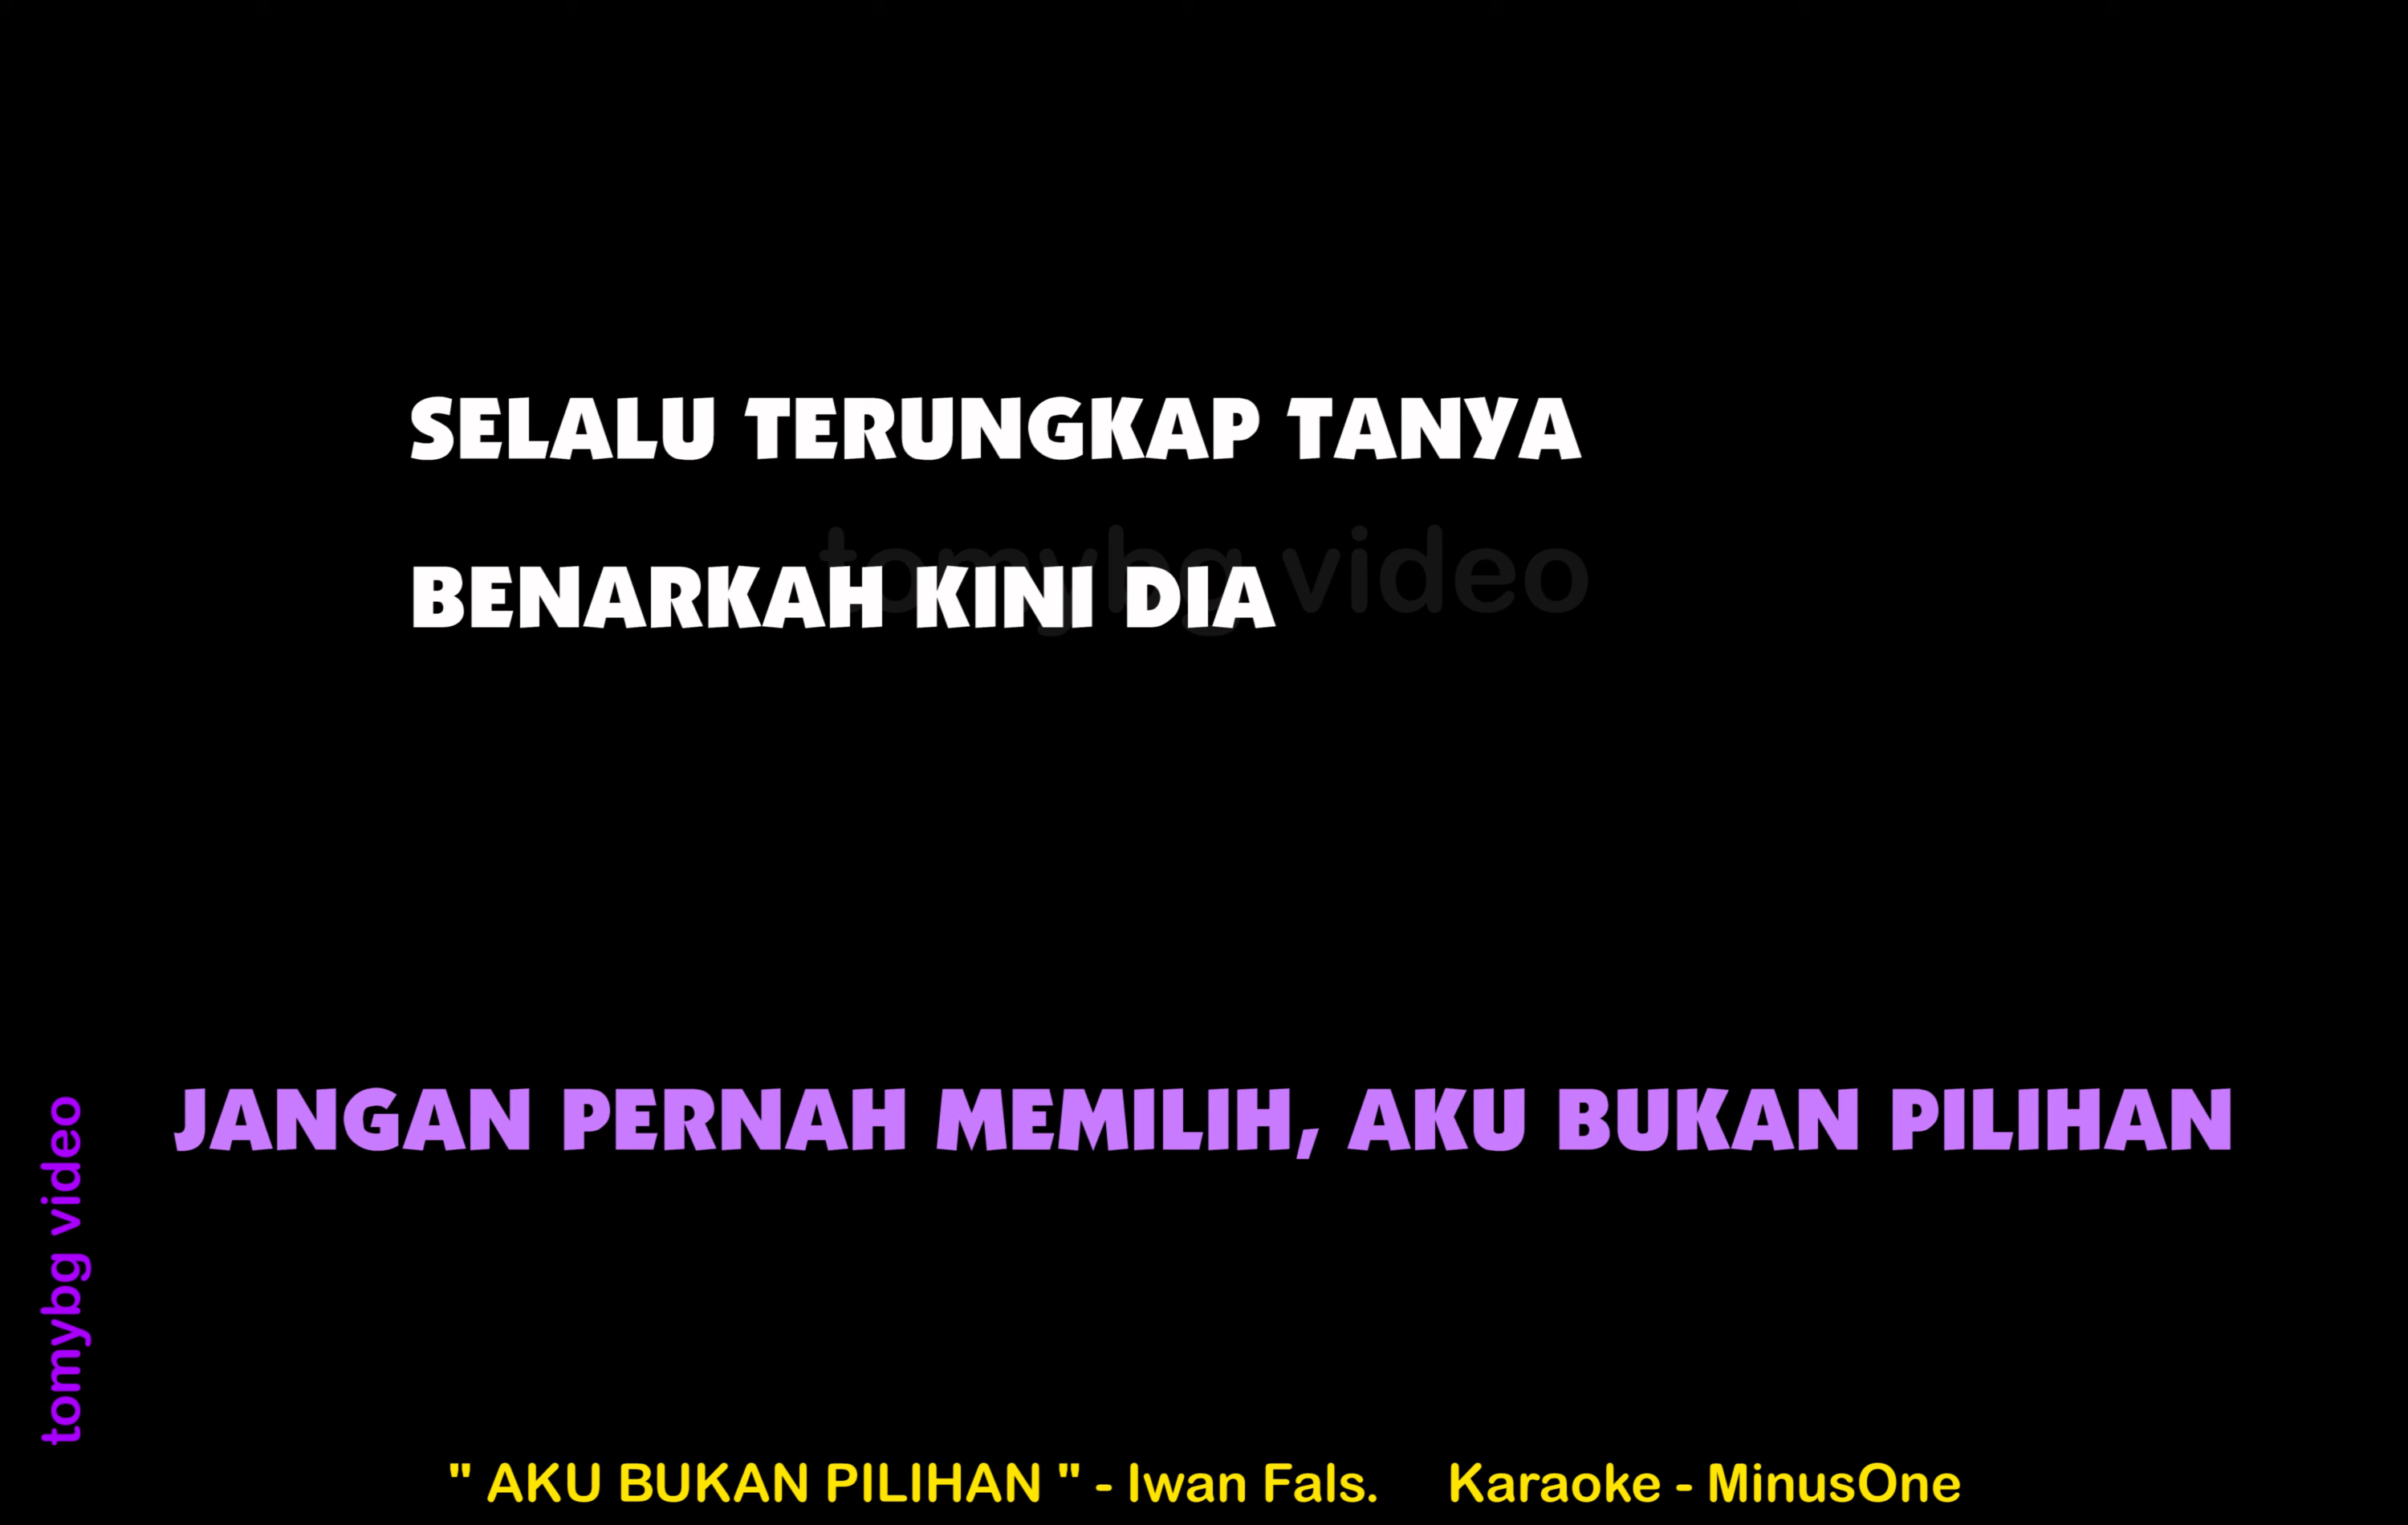 SELALU TERUNGKAP TANYA
tomybg video
BENARKAH KINI DIA
JANGAN PERNAH MEMILIH, AKU BUKAN PILIHAN
tomybg video
" AKU BUKAN PILIHAN " - Iwan Fals. Karaoke - MinusOne